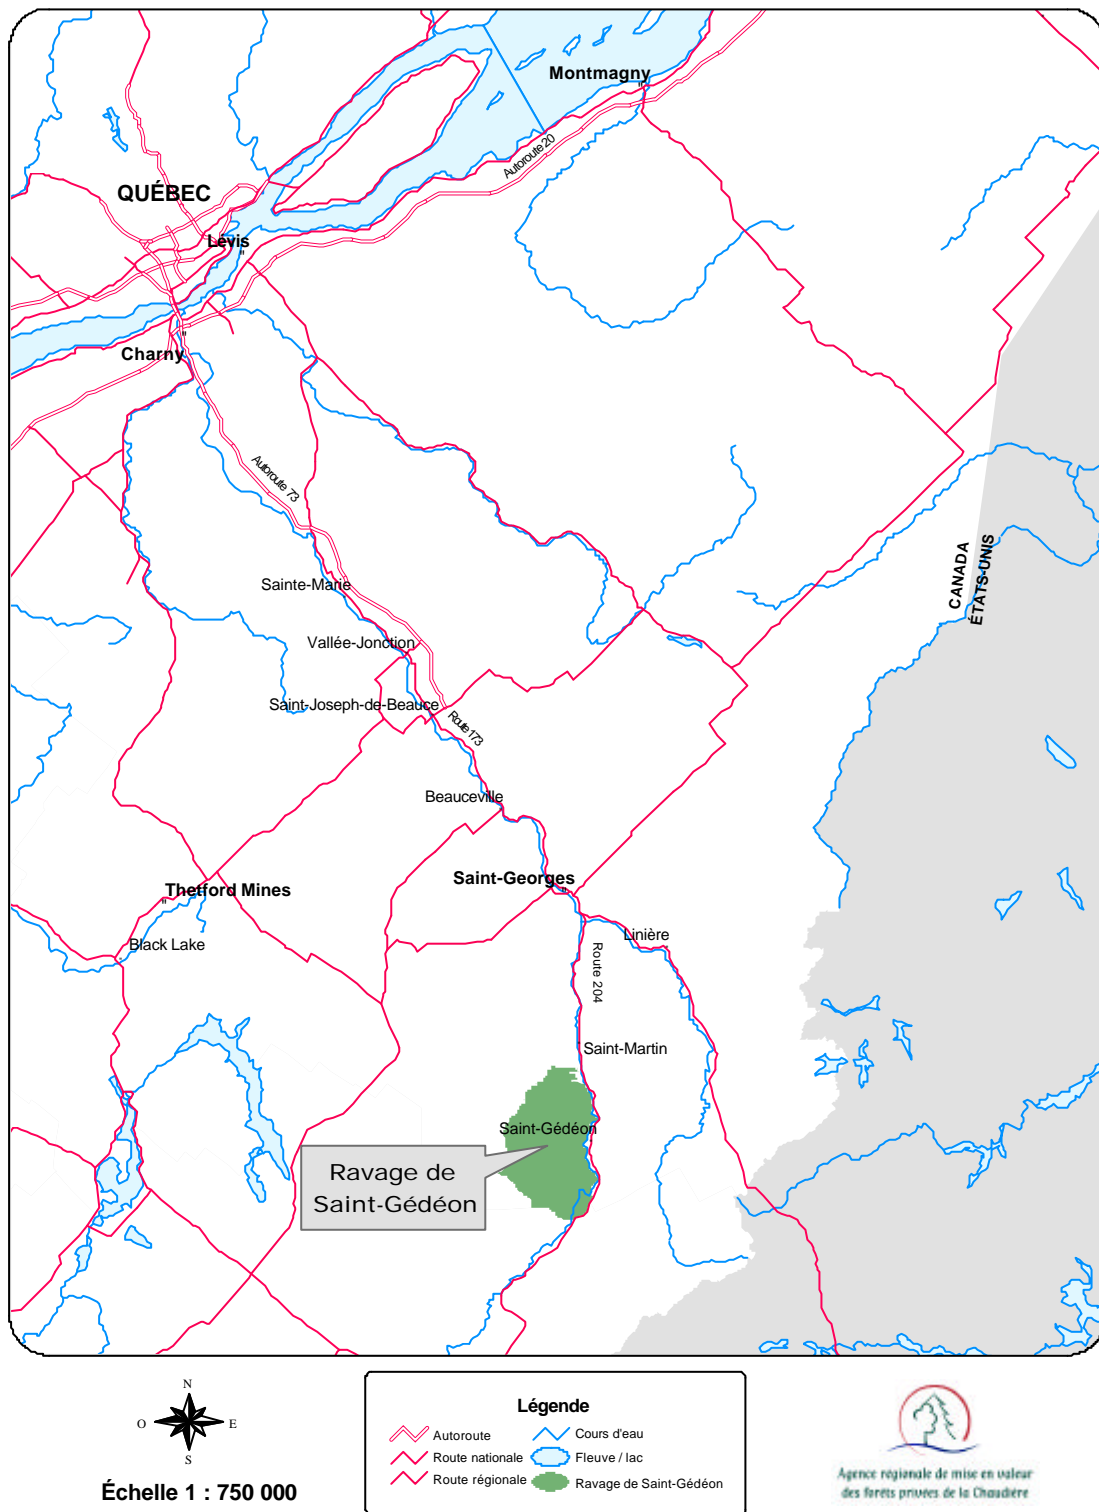 Montmagny
Autoroute 20
QUÉBEC
Lévis
Charny
Autoroute 73
CANADA
ÉTATS-UNIS
Sainte-Marie
Vallée-Jonction
Saint-Joseph-de-Beauce
Route 173
Beauceville
Saint-Georges
Thetford Mines
Linière
Black Lake
Route 204
Saint-Martin
Saint-Gédéon
Ravage de
Saint-Gédéon
N
O
E
S
Échelle 1 : 750 000
Légende
Autoroute
Cours d'eau
Route nationale
Fleuve / lac
Route régionale
Ravage de Saint-Gédéon
Agence régionale de mise en valeur
des forêts privées de la Chaudière